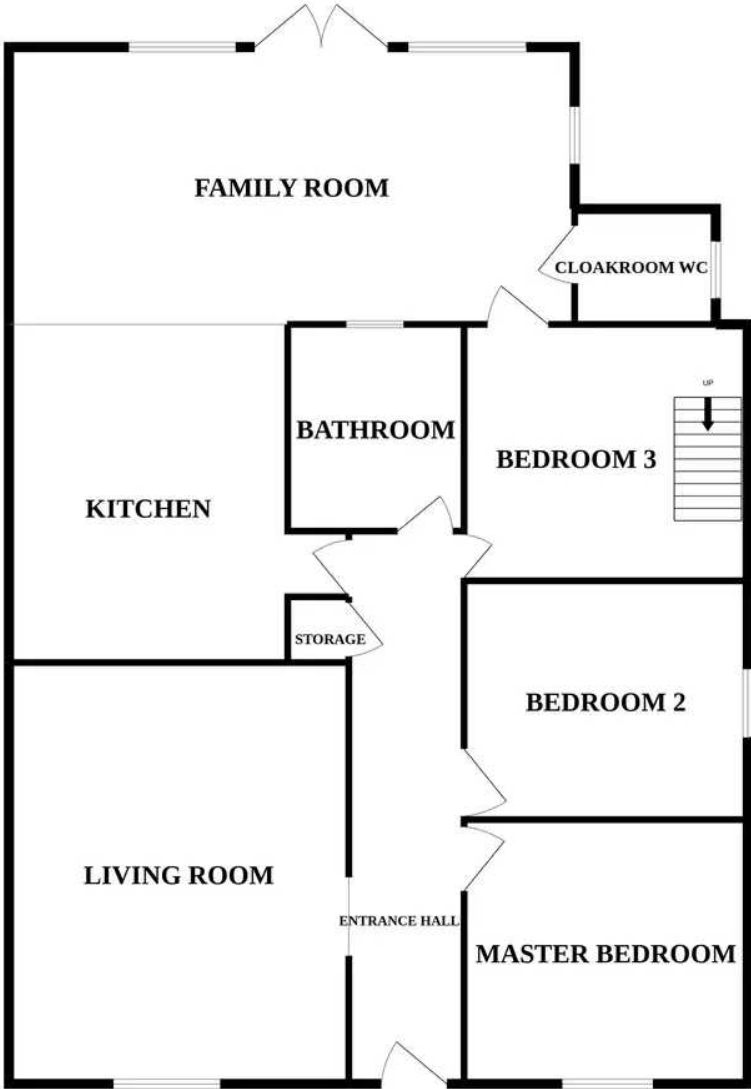 FAMILY ROOM
CLOAKROOM WC
UP
BATHROOM
BEDROOM 3
KITCHEN
STORAGE
BEDROOM 2
LIVING ROOM
ENTRANCE HALL
MASTER BEDROOM